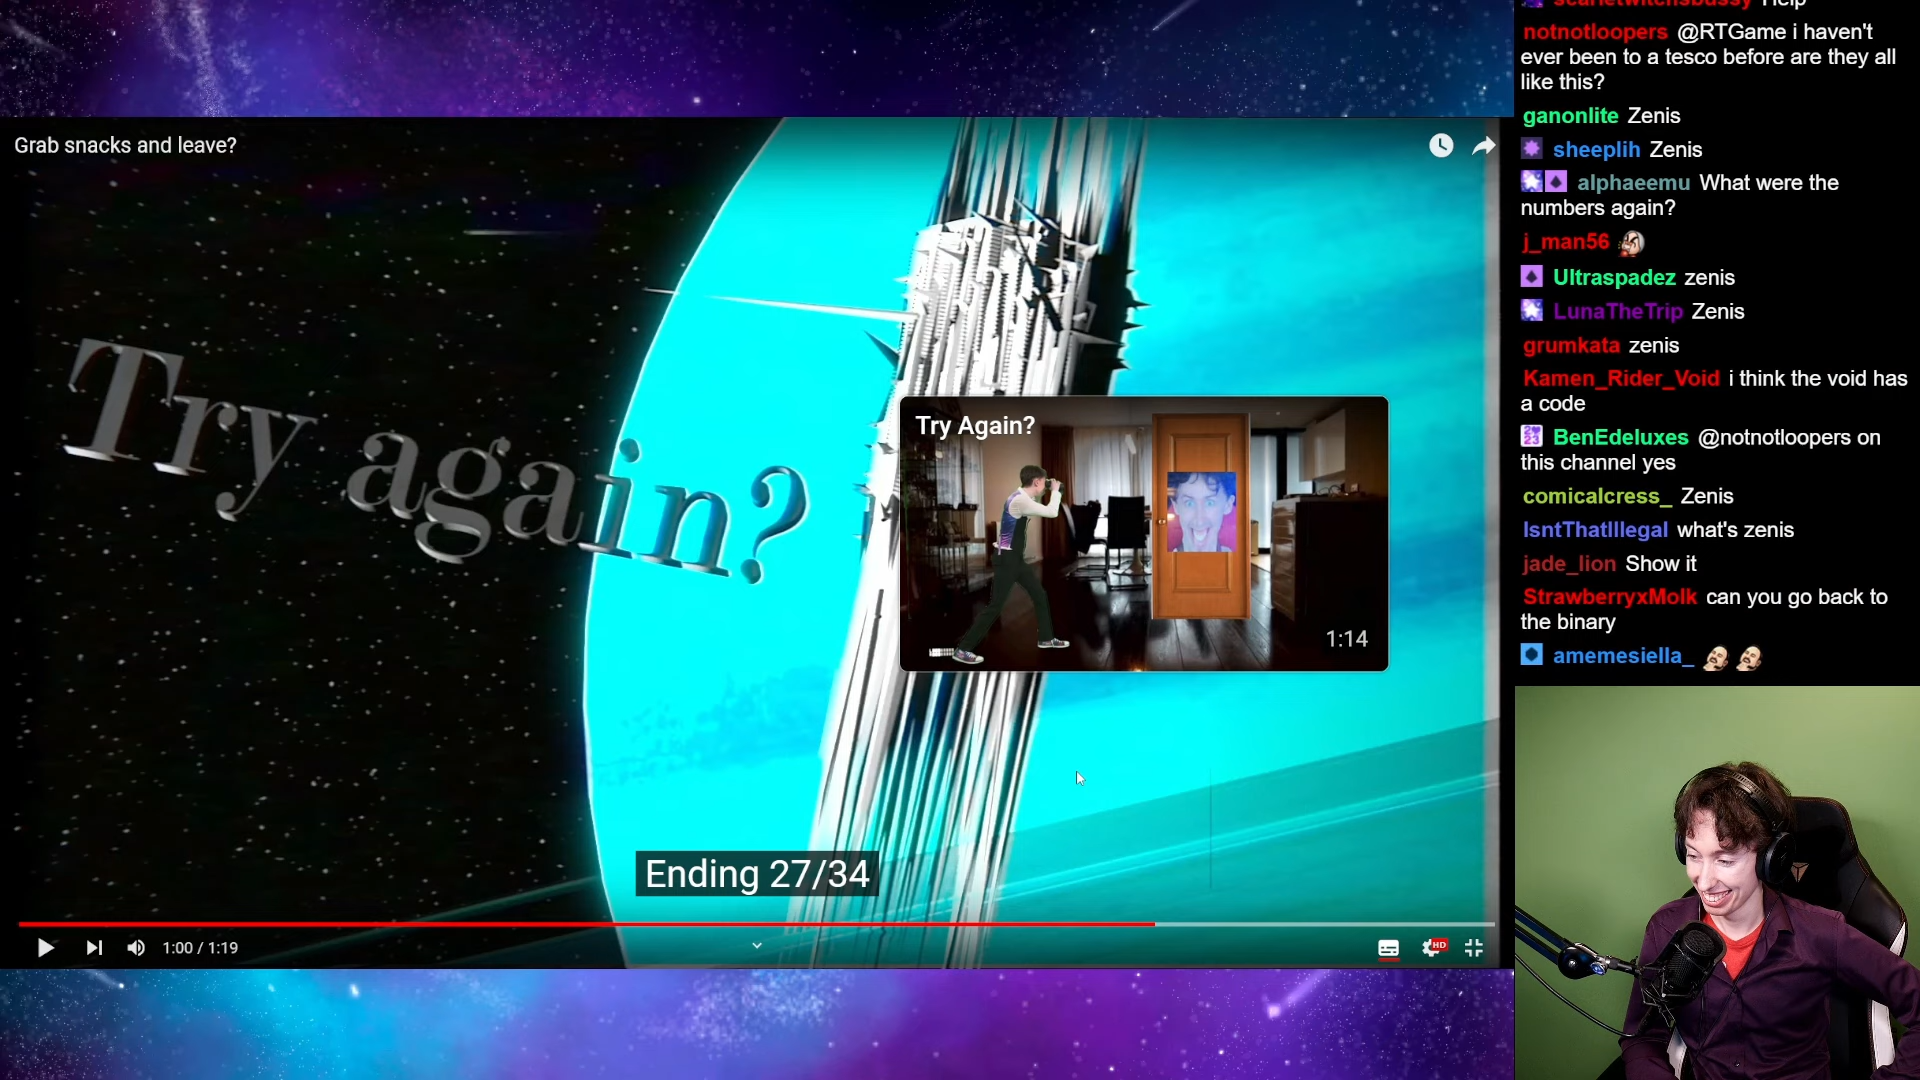 Grab snacks and leave?
Try again?
Try Again?
1:14
Ending 27/34
1:00 / 1:19
HD
scarletwitchsbussy Help
notnotloopers @RTGame i haven't
ever been to a tesco before are they all
like this?
ganonlite Zenis
sheeplih Zenis
alphaeemu What were the
numbers again?
j_man56
Ultraspadez zenis
LunaTheTrip Zenis
grumkata zenis
Kamen_Rider_Void i think the void has
a code
BenEdeluxes @notnotloopers on
this channel yes
comicalcress_ Zenis
IsntThatIllegal what's zenis
jade_lion Show it
StrawberryxMolk can you go back to
the binary
amemesiella_